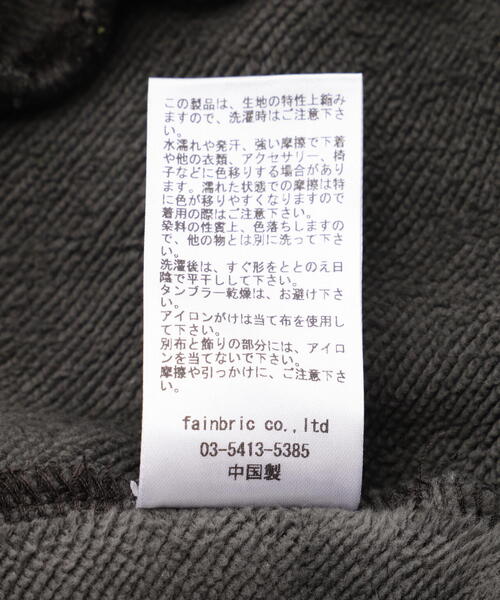 この製品は、生地の特性上縮み
ますので、洗濯時はご注意下さ
い。
水濡れや発汗、強い摩擦で下着
や他の衣類、アクセサリー、椅
子などに色移りする場合があり
ます。濡れた状態での摩擦は特
に色が移りやすくなりますので
着用の際はご注意下さい。
染料の性質上、色落ちしますの
で、他の物とは別に洗って下さ
い。
洗濯後は、すぐ形をととのえ日
陰で平干しして下さい。
タンブラー乾燥は、お避け下さ
い。
アイロンがけは当て布を使用し
て下さい。
別布と飾りの部分には、アイロ
ンを当てないで下さい。
摩擦や引っかけに、ご注意下さ
い。
fainbric co.,ltd
03-5413-5385
中国製